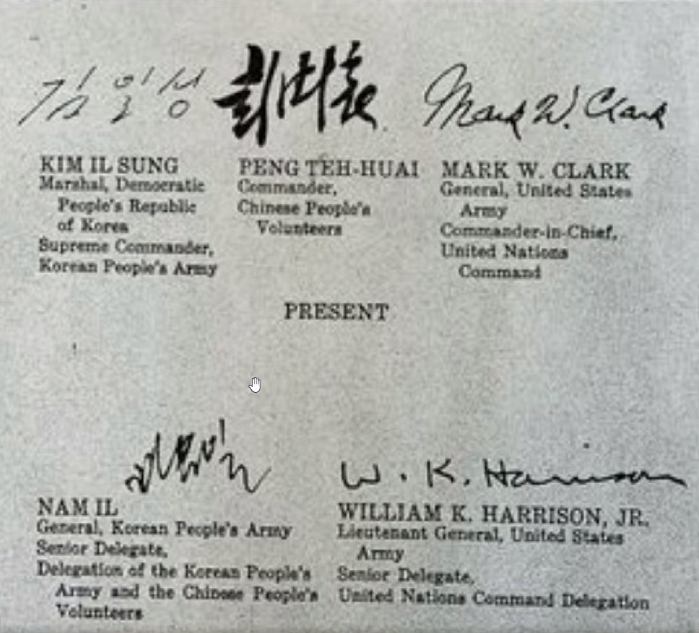 김일성
KIM IL SUNG
Marshal, Democratic
People's Republic
of Korea
Supreme Commander,
Korean People's Army
PENG TEH-HUAI
Commander,
Chinese People's
Volunteers
Mark W. Clark
MARK W. CLARK
General, United States
Army
Commander-in-Chief,
United Nations
Command
PRESENT
NAM IL
General, Korean People's Army
Senior Delegate,
Delegation of the Korean People's
Army and the Chinese People's
Volunteers
W. K. Harrison
WILLIAM K. HARRISON, JR.
Lieutenant General, United States
Army
Senior Delegate,
United Nations Command Delegation